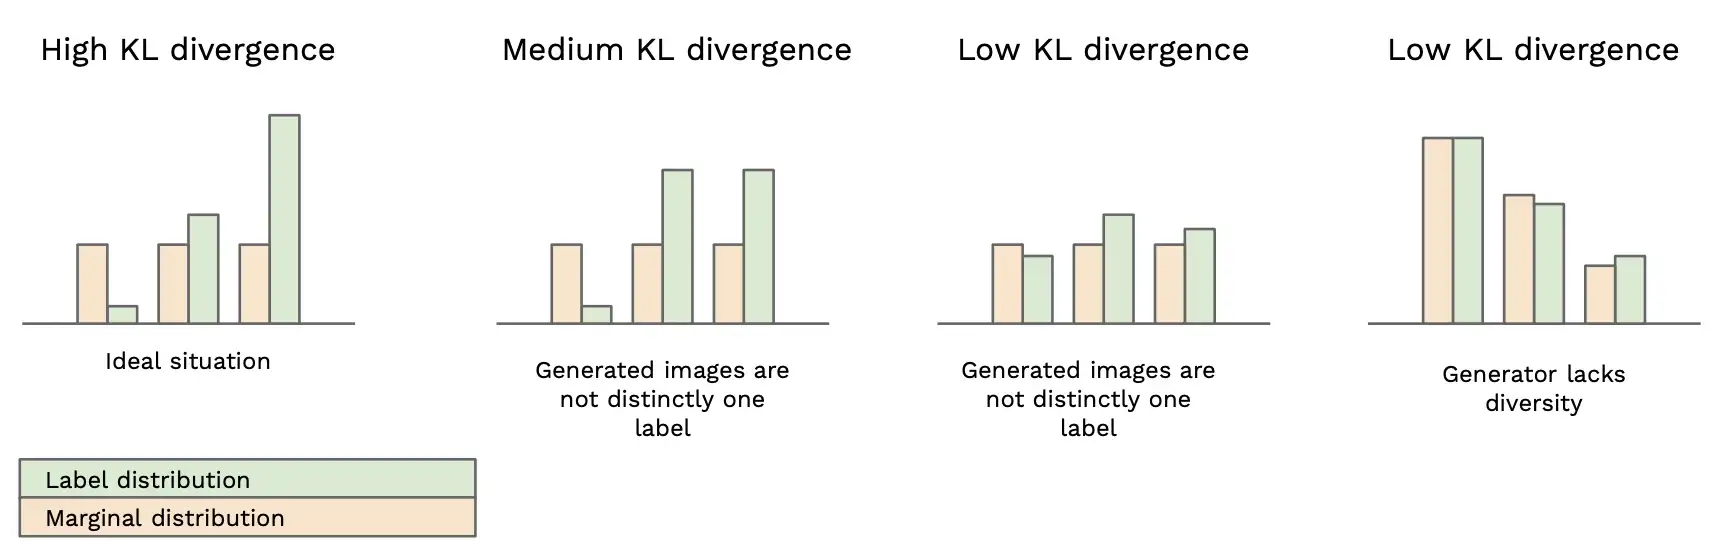 High KL divergence
Medium KL divergence
Low KL divergence
Low KL divergence
Ideal situation
Generated images are
not distinctly one
label
Generated images are
not distinctly one
label
Generator lacks
diversity
Label distribution
Marginal distribution